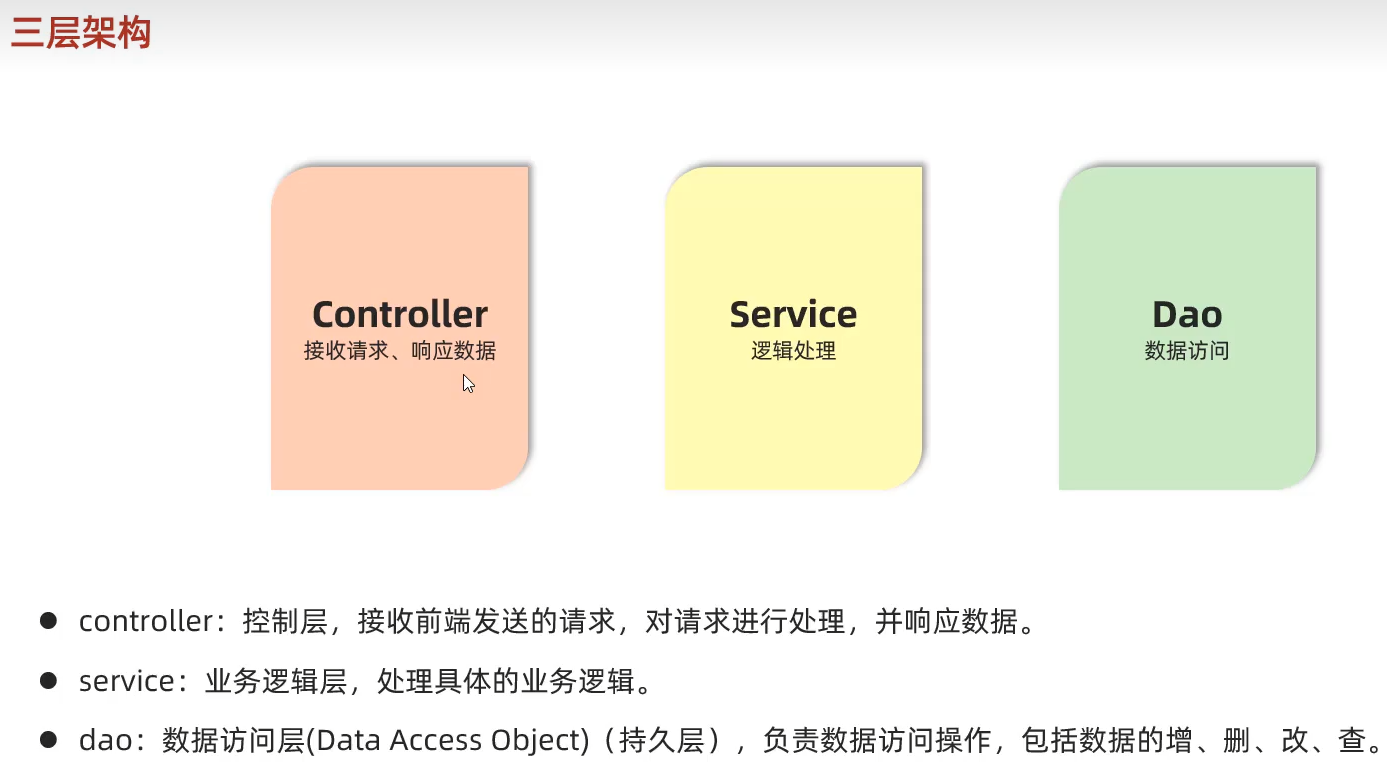 三层架构
Controller
接收请求、响应数据
Service
逻辑处理
Dao
数据访问
controller：控制层，接收前端发送的请求，对请求进行处理，并响应数据。
service：业务逻辑层，处理具体的业务逻辑。
dao：数据访问层(Data Access Object)（持久层），负责数据访问操作，包括数据的增、删、改、查。